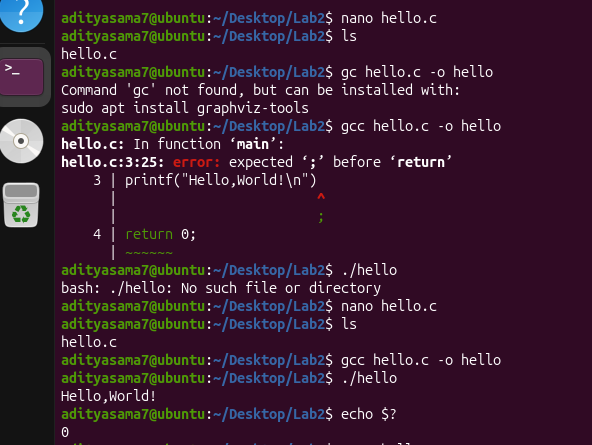 ?
adityasama7@ubuntu:~/Desktop/Lab2$ nano hello.c
adityasama7@ubuntu:~/Desktop/Lab2$ ls
hello.c
>_
adityasama7@ubuntu:~/Desktop/Lab2$ gc hello.c -o hello
Command 'gc' not found, but can be installed with:
sudo apt install graphviz-tools
adityasama7@ubuntu:~/Desktop/Lab2$ gcc hello.c -o hello
hello.c: In function ‘main’:
hello.c:3:25: error: expected ‘;’ before ‘return’
    3 | printf("Hello,World!\n")
      |                         ^
      |                         ;
    4 | return 0;
      | ~~~~~~
adityasama7@ubuntu:~/Desktop/Lab2$ ./hello
bash: ./hello: No such file or directory
adityasama7@ubuntu:~/Desktop/Lab2$ nano hello.c
adityasama7@ubuntu:~/Desktop/Lab2$ ls
hello.c
adityasama7@ubuntu:~/Desktop/Lab2$ gcc hello.c -o hello
adityasama7@ubuntu:~/Desktop/Lab2$ ./hello
Hello,World!
adityasama7@ubuntu:~/Desktop/Lab2$ echo $?
0